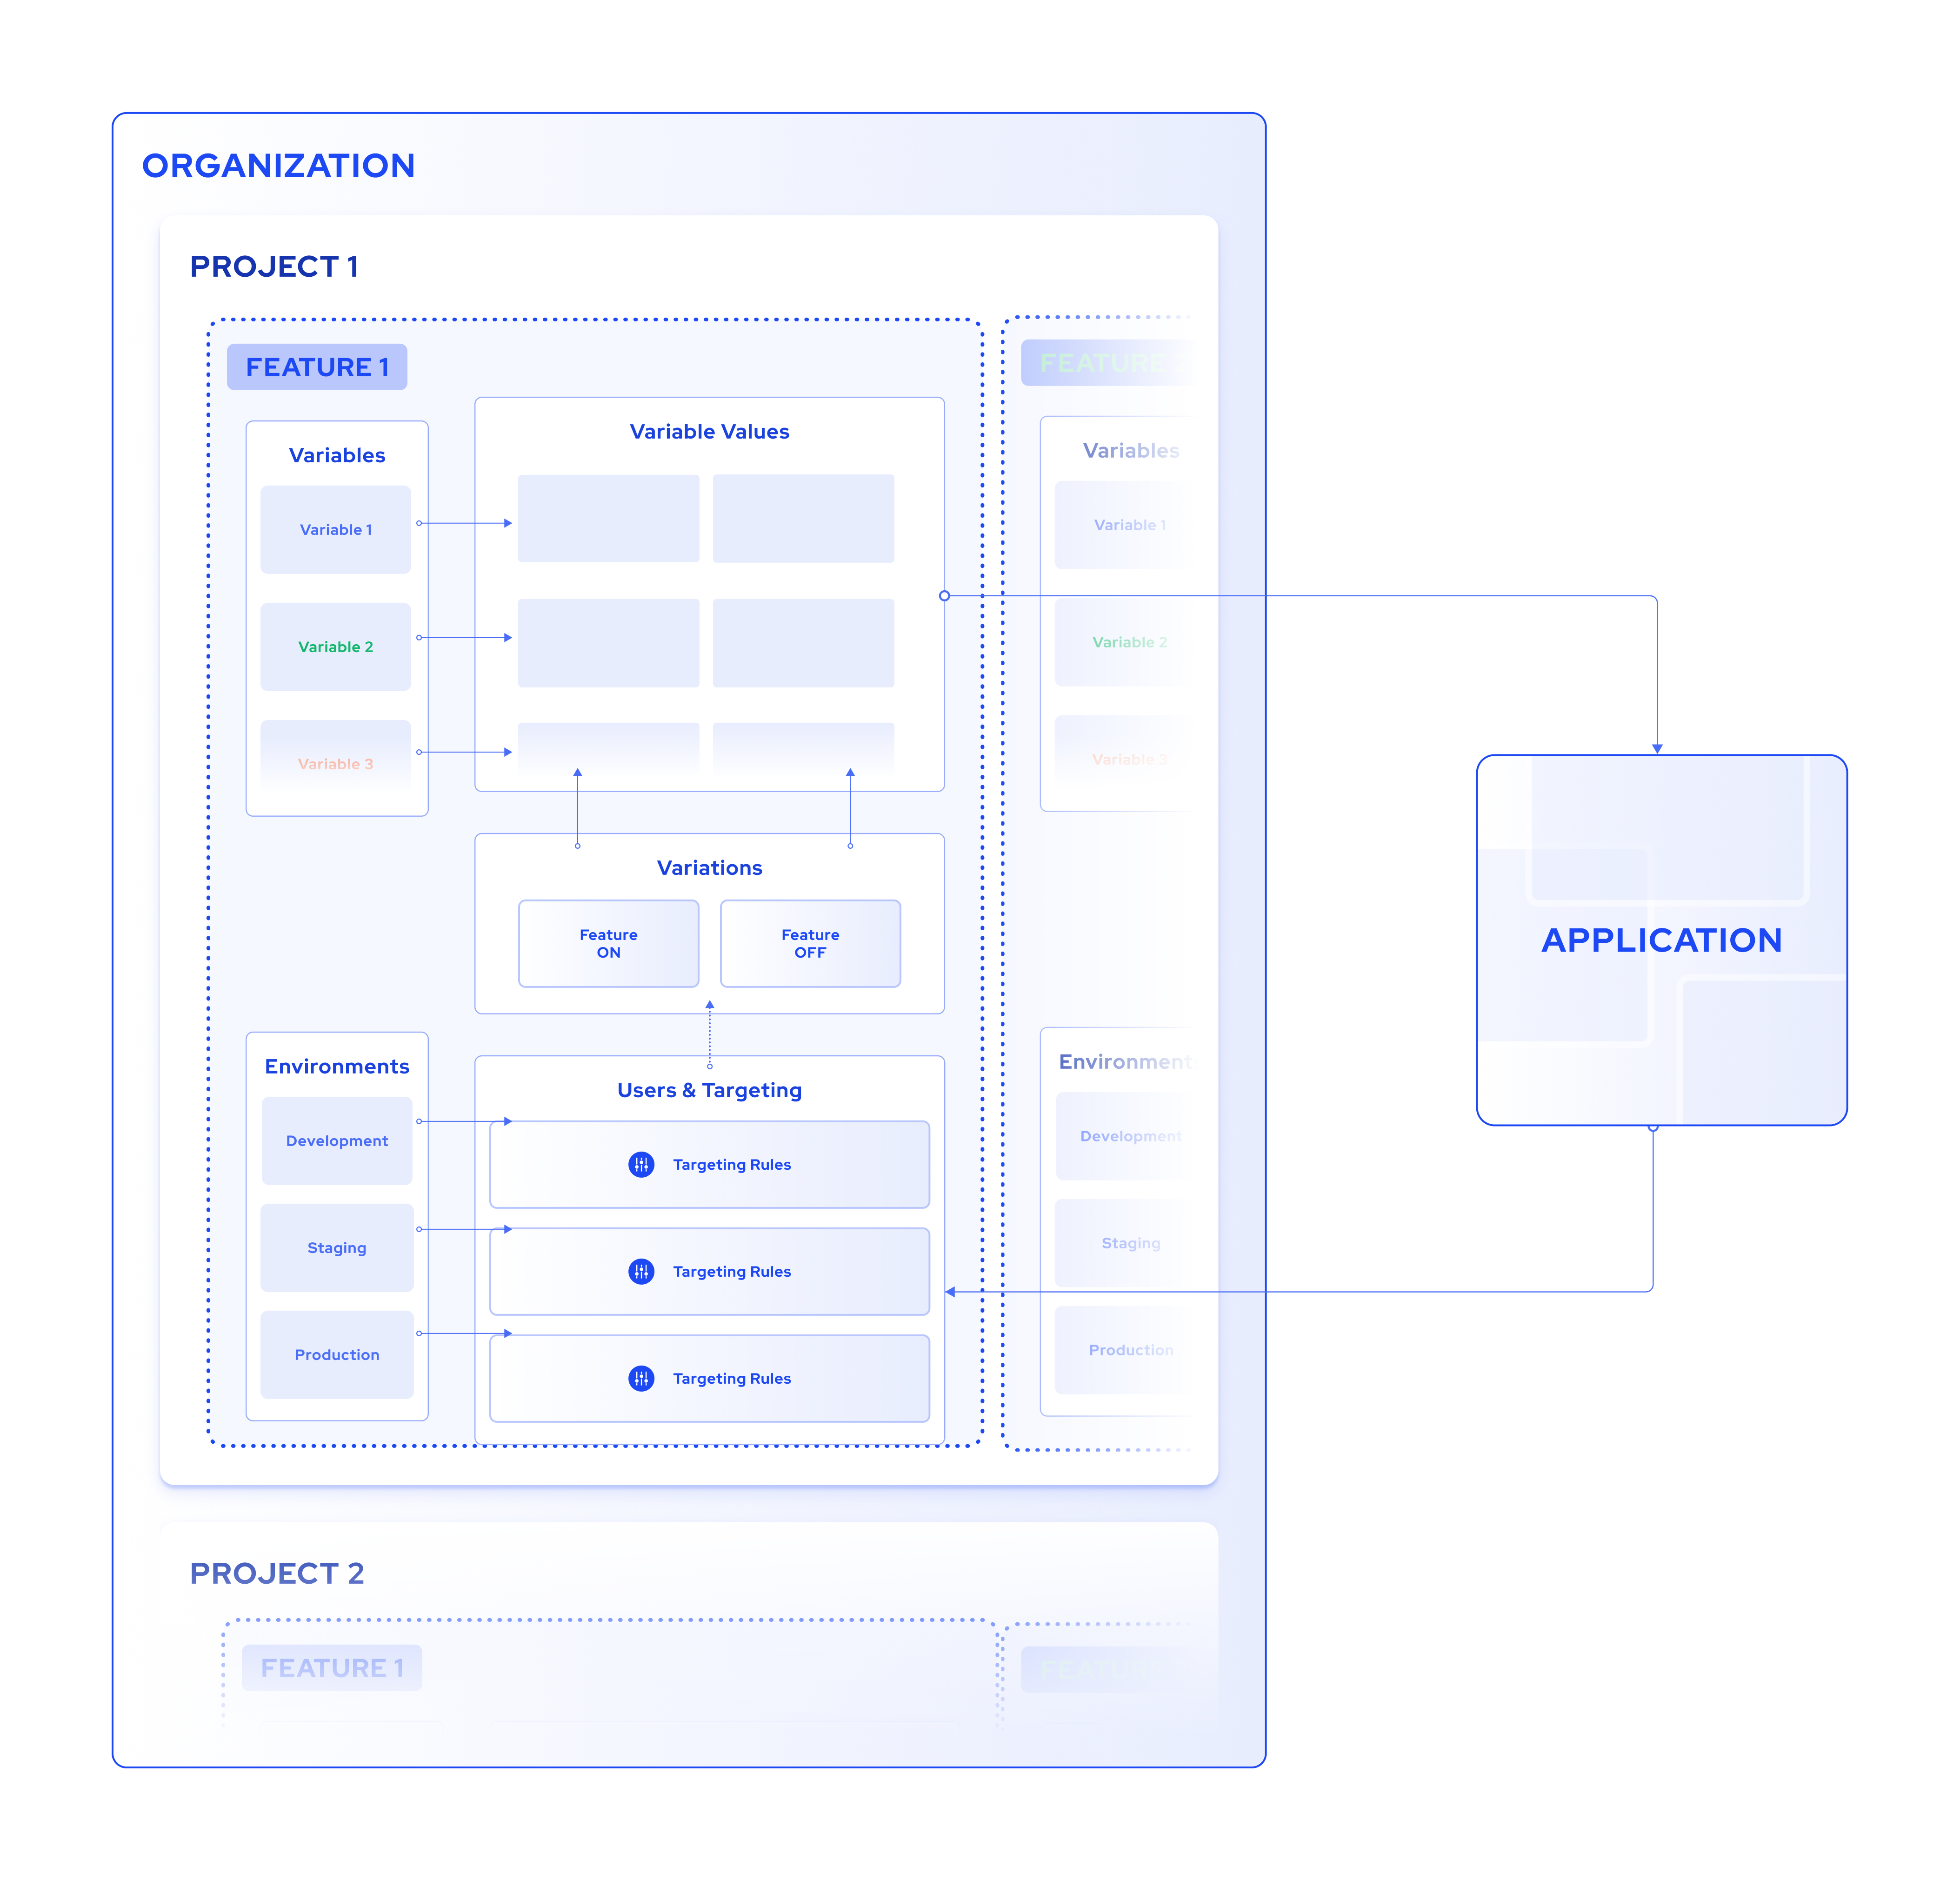 ORGANIZATION
PROJECT 1
FEATURE 1
Variables
Variable 1
Variable 2
Variable 3
Variable Values
Variations
Feature
ON
Feature
OFF
Environments
Development
Staging
Production
Users & Targeting
Targeting Rules
Targeting Rules
Targeting Rules
FEATURE
Variables
Variable 1
Variable 2
Variable 3
Environments
Development
Staging
Production
APPLICATION
PROJECT 2
FEATURE 1
FEATURE